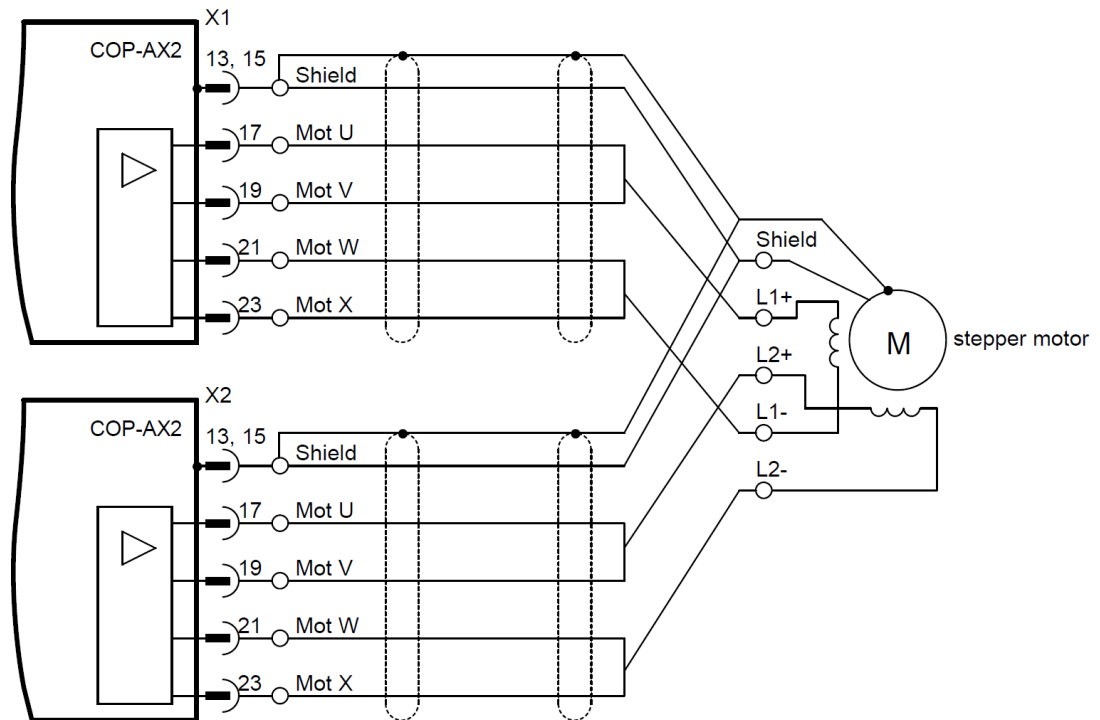 X1
COP-AX2
13, 15
Shield
17
Mot U
19
Mot V
21
Mot W
23
Mot X
Shield
L1+
M
stepper motor
L2+
L1-
L2-
X2
COP-AX2
13, 15
Shield
17
Mot U
19
Mot V
21
Mot W
23
Mot X